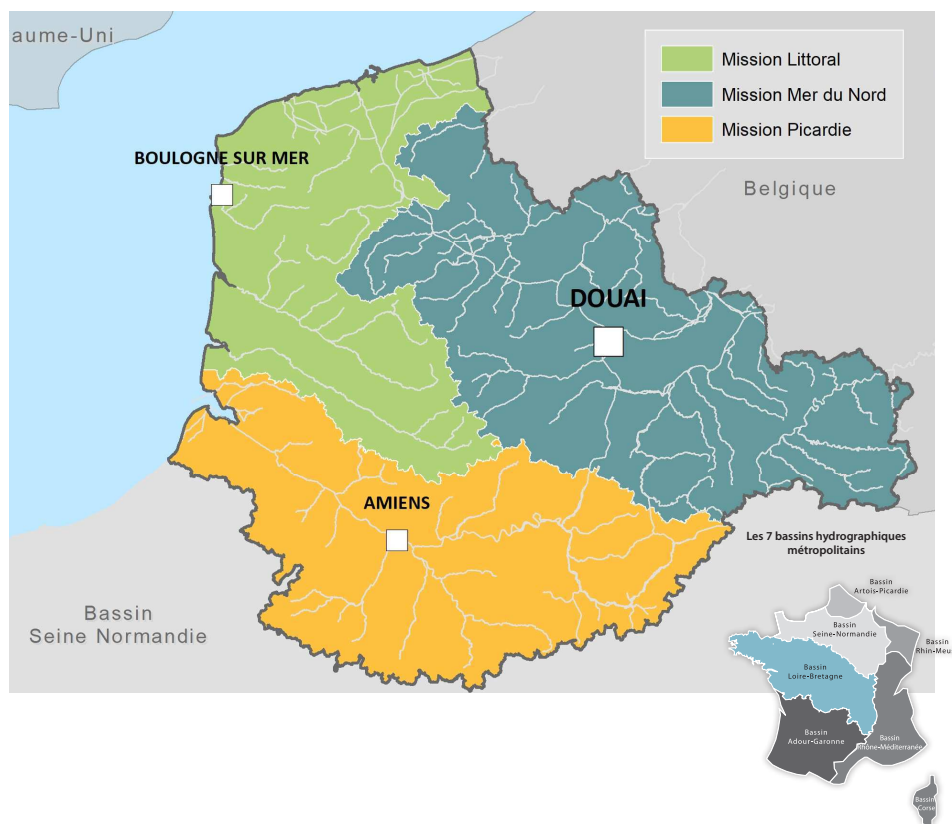 aume-Uni
Mission Littoral
Mission Mer du Nord
Mission Picardie
BOULOGNE SUR MER
Belgique
DOUAI
AMIENS
Bassin
Seine Normandie
Les 7 bassins hydrographiques
métropolitains
Bassin
Artois-Picardie
Bassin
Seine-Normandie
Bassin
Rhin-Meu
Bassin
Loire-Bretagne
Bassin
Adour-Garonne
Bassin
Rhône-Méditerranée
Bassin
Corse